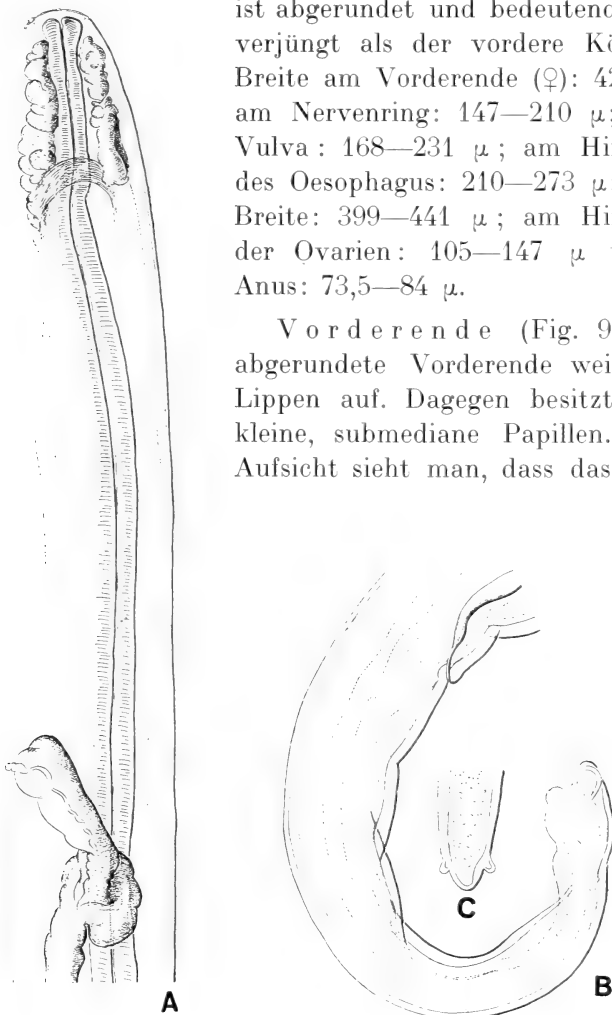 ist abgerundet und bedeutend
verjüngt als der vordere Kö
Breite am Vorderende (♀): 42
am Nervenring: 147—210 μ;
Vulva : 168—231 μ ; am Hi
des Oesophagus: 210—273 μ
Breite: 399—441 μ ; am Hi
der Ovarien : 105—147 μ
Anus: 73,5—84 μ.
Vorderende (Fig. 9
abgerundete Vorderende wei
Lippen auf. Dagegen besitzt
kleine, submediane Papillen.
Aufsicht sieht man, dass das
C
B
A